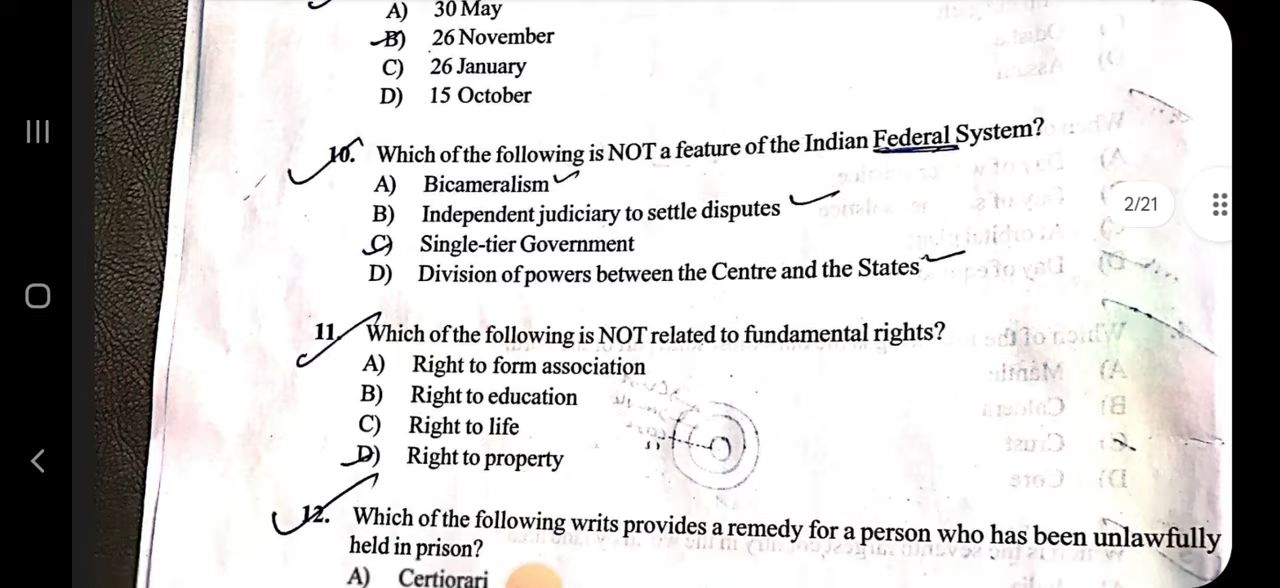 A) 30 May
B) 26 November
C) 26 January
D) 15 October
10. Which of the following is NOT a feature of the Indian Federal System?
A) Bicameralism
B) Independent judiciary to settle disputes
C) Single-tier Government
D) Division of powers between the Centre and the States
2/21
11. Which of the following is NOT related to fundamental rights?
A) Right to form association
B) Right to education
C) Right to life
D) Right to property
12. Which of the following writs provides a remedy for a person who has been unlawfully
held in prison?
A) Certiorari